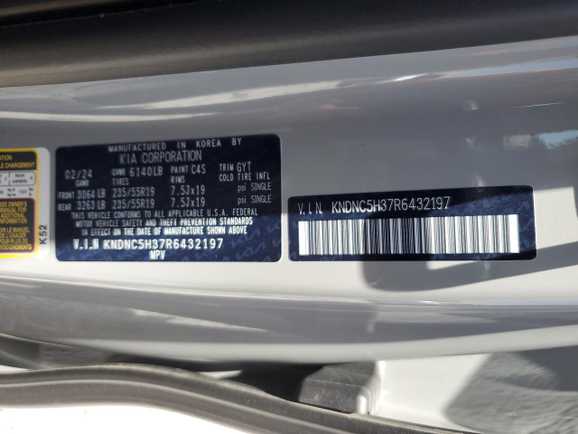 MANUFACTURED IN KOREA BY
KIA CORPORATION
02/24 GVWR 6140LB PAINT C4S TRIM GYT
GAWR TIRES RIMS COLD TIRE INFL
FRONT 3064LB 235/55R19 7.5Jx19 psi SINGLE
REAR 3263LB 235/55R19 7.5Jx19 psi SINGLE
THIS VEHICLE CONFORMS TO ALL APPLICABLE U.S.A. FEDERAL
MOTOR VEHICLE SAFETY AND THEFT PREVENTION STANDARDS
IN EFFECT ON THE DATE OF MANUFACTURE SHOWN ABOVE.
V.I.N KNDNC5H37R6432197
MPV
K52
V.I.N KNDNC5H37R6432197